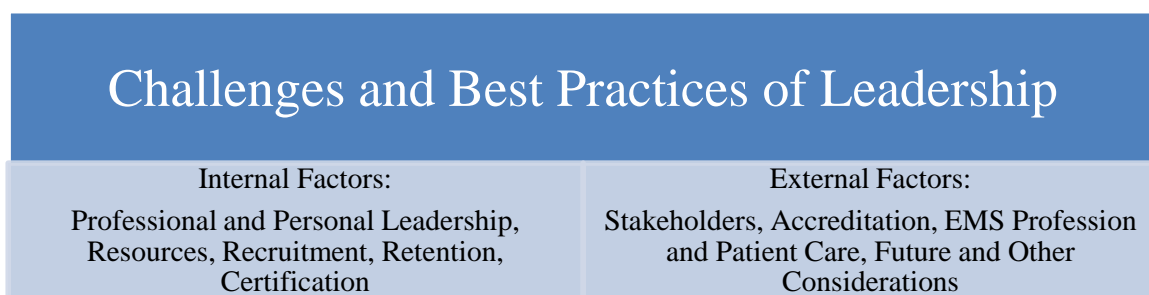 Challenges and Best Practices of Leadership
Internal Factors:
Professional and Personal Leadership,
Resources, Recruitment, Retention,
Certification
External Factors:
Stakeholders, Accreditation, EMS Profession
and Patient Care, Future and Other
Considerations